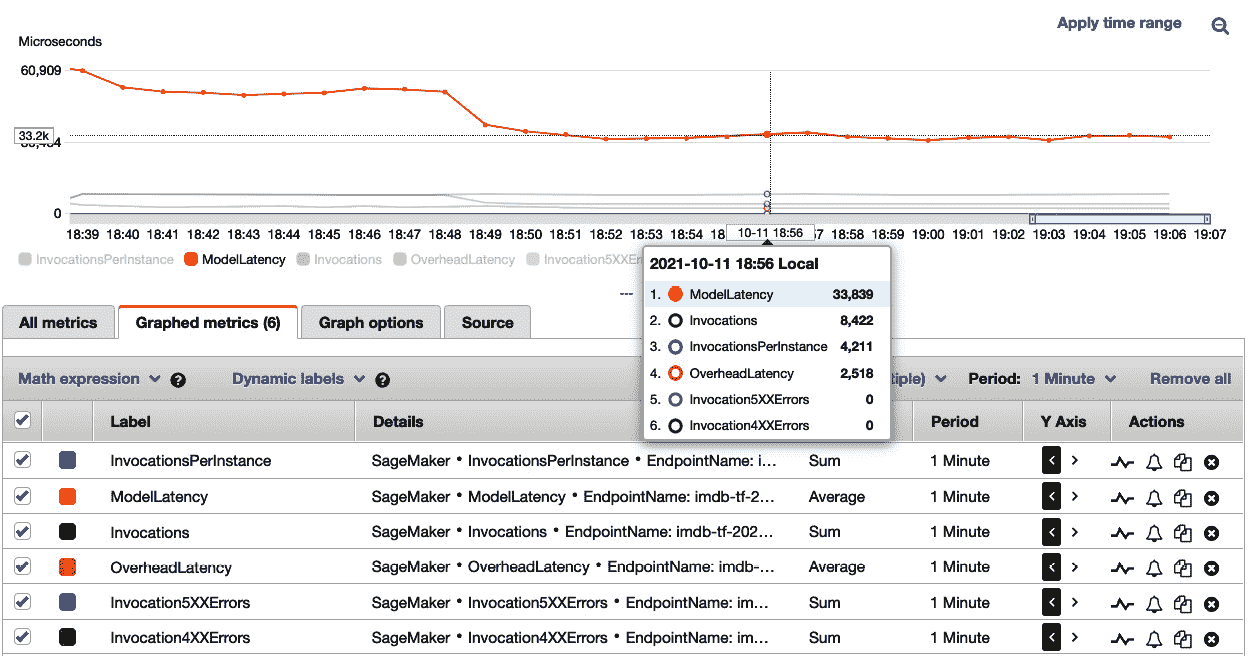 Apply time range
Microseconds
60,909
33.2k
0
18:39 18:40 18:41 18:42 18:43 18:44 18:45 18:46 18:47 18:48 18:49 18:50 18:51 18:52 18:53 18:54 10-11 18:56 18:58 18:59 19:00 19:01 19:02 19:03 19:04 19:05 19:06 19:07
InvocationsPerInstance ModelLatency Invocations OverheadLatency
2021-10-11 18:56 Local
1. ModelLatency 33,839
2. Invocations 8,422
3. InvocationsPerInstance 4,211
4. OverheadLatency 2,518
5. Invocation5XXErrors 0
6. Invocation4XXErrors 0
All metrics Graphed metrics (6) Graph options Source
Math expression ? Dynamic labels ? Period: 1 Minute Remove all
Label Details Period Y Axis Actions
InvocationsPerInstance SageMaker • InvocationsPerInstance • EndpointName: i... Sum 1 Minute < >
ModelLatency SageMaker • ModelLatency • EndpointName: imdb-tf-2... Average 1 Minute < >
Invocations SageMaker • Invocations • EndpointName: imdb-tf-202... Sum 1 Minute < >
OverheadLatency SageMaker • OverheadLatency • EndpointName: imdb-... Average 1 Minute < >
Invocation5XXErrors SageMaker • Invocation5XXErrors • EndpointName: im... Sum 1 Minute < >
Invocation4XXErrors SageMaker • Invocation4XXErrors • EndpointName: im... Sum 1 Minute < >